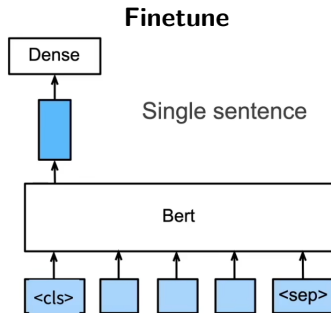 Finetune
Dense
Single sentence
Bert
<cls>
<sep>